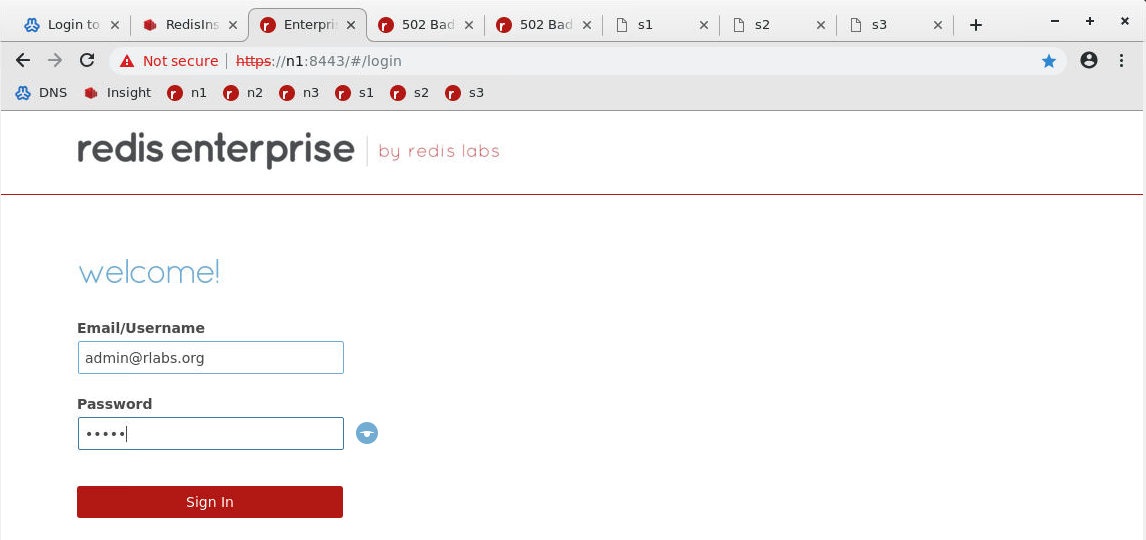 Login to RedisIns Enterpris 502 Bad 502 Bad s1 s2 s3
Not secure | https://n1:8443/#/login
DNS Insight n1 n2 n3 s1 s2 s3
redis enterprise by redis labs
welcome!
Email/Username
admin@rlabs.org
Password
•••••
Sign In